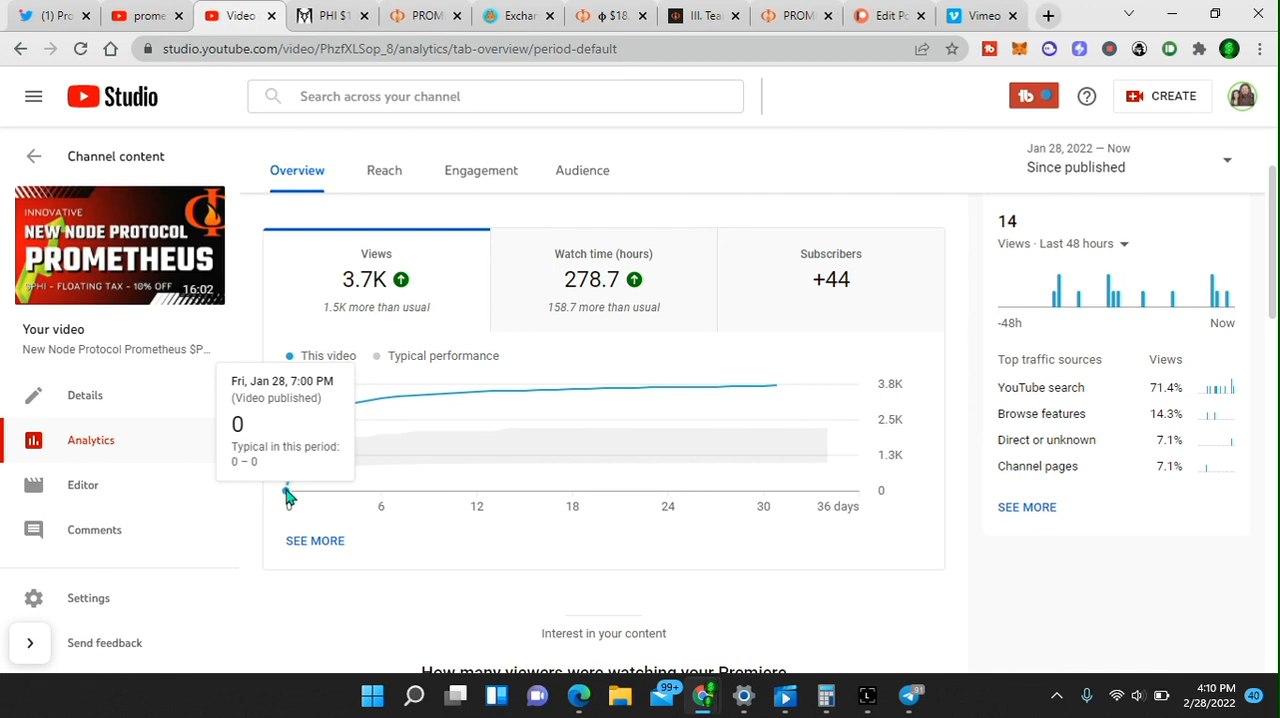 (1) Pro
prome
Video
PHI $1
PROM
Exchar
ф $18.
III. Tea
PROM
Edit Po
Vimeo
studio.youtube.com/video/PhzfXLSop_8/analytics/tab-overview/period-default
Studio
Search across your channel
tb
CREATE
Channel content
Overview
Reach
Engagement
Audience
Jan 28, 2022 — Now
Since published
INNOVATIVE
NEW NODE PROTOCOL
PROMETHEUS
$PHI - FLOATING TAX - 10% OFF
16:02
Your video
New Node Protocol Prometheus $P...
Details
Analytics
Editor
Comments
Settings
Send feedback
Views
3.7K
1.5K more than usual
Watch time (hours)
278.7
158.7 more than usual
Subscribers
+44
This video
Typical performance
Fri, Jan 28, 7:00 PM
(Video published)
0
Typical in this period:
0 – 0
3.8K
2.5K
1.3K
0
0
6
12
18
24
30
36 days
SEE MORE
Interest in your content
How many viewers were watching your Premiere
14
Views · Last 48 hours
-48h
Now
Top traffic sources
Views
YouTube search
71.4%
Browse features
14.3%
Direct or unknown
7.1%
Channel pages
7.1%
SEE MORE
99+
91
4:10 PM
2/28/2022
40